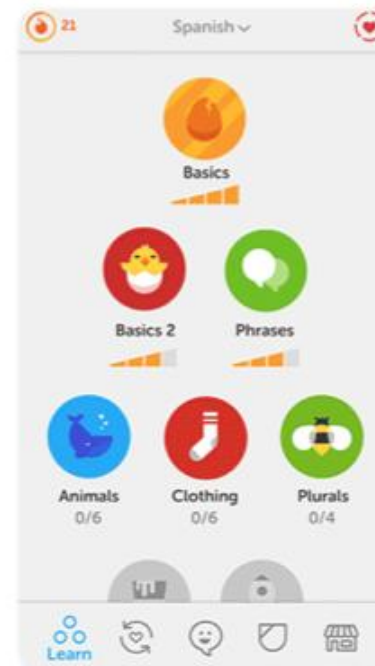 21 Spanish
Basics
Basics 2 Phrases
Animals Clothing Plurals
0/6 0/6 0/4
Learn